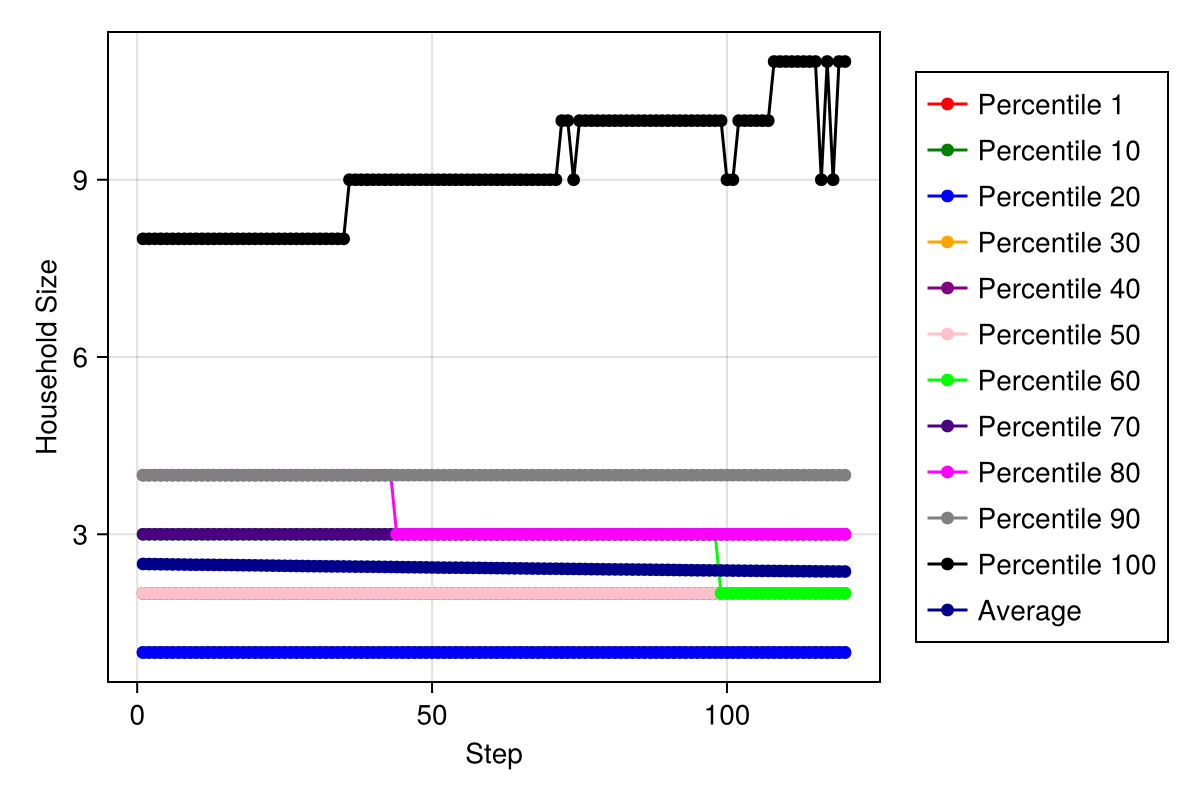 Household Size
9
6
3
0
50
100
Step
Percentile 1
Percentile 10
Percentile 20
Percentile 30
Percentile 40
Percentile 50
Percentile 60
Percentile 70
Percentile 80
Percentile 90
Percentile 100
Average